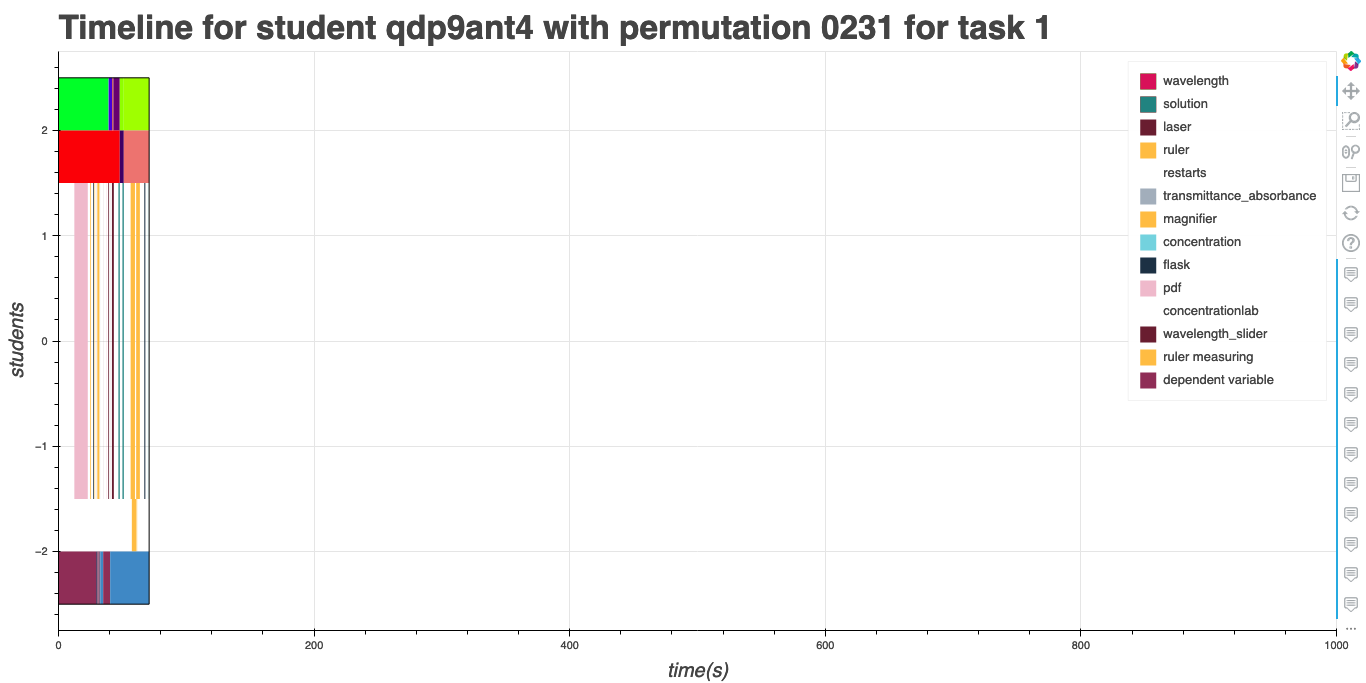 Timeline for student qdp9ant4 with permutation 0231 for task 1
wavelength
solution
laser
ruler
restarts
transmittance_absorbance
magnifier
concentration
flask
pdf
concentrationlab
wavelength_slider
ruler measuring
dependent variable
students
2
1
0
−1
−2
0
200
400
600
800
1000
time(s)